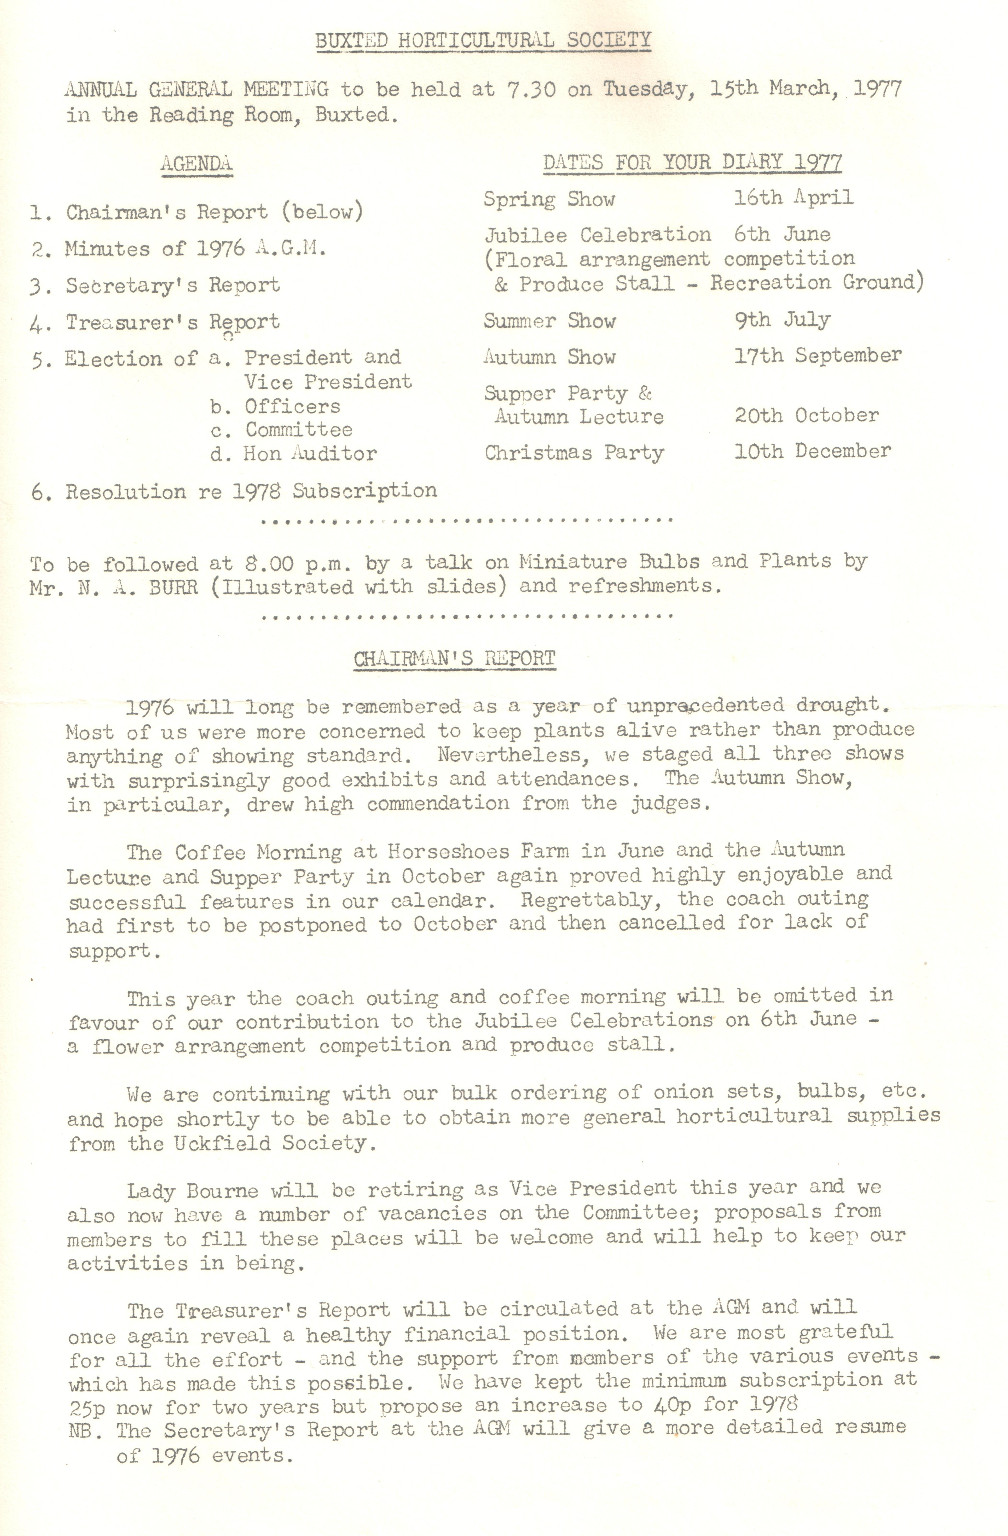 BUXTED HORTICULTURAL SOCIETY
ANNUAL GENERAL MEETING to be held at 7.30 on Tuesday, 15th March, 1977
in the Reading Room, Buxted.
AGENDA
1. Chairman's Report (below)
2. Minutes of 1976 A.G.M.
3. Secretary's Report
4. Treasurer's Report
5. Election of a. President and
Vice President
b. Officers
c. Committee
d. Hon Auditor
6. Resolution re 1978 Subscription
DATES FOR YOUR DIARY 1977
Spring Show 16th April
Jubilee Celebration 6th June
(Floral arrangement competition
& Produce Stall - Recreation Ground)
Summer Show 9th July
Autumn Show 17th September
Supper Party &
Autumn Lecture 20th October
Christmas Party 10th December
...................................
To be followed at 8.00 p.m. by a talk on Miniature Bulbs and Plants by
Mr. N. A. BURR (Illustrated with slides) and refreshments.
...................................
CHAIRMAN'S REPORT
1976 will long be remembered as a year of unprecedented drought.
Most of us were more concerned to keep plants alive rather than produce
anything of showing standard. Nevertheless, we staged all three shows
with surprisingly good exhibits and attendances. The Autumn Show,
in particular, drew high commendation from the judges.
The Coffee Morning at Horseshoes Farm in June and the Autumn
Lecture and Supper Party in October again proved highly enjoyable and
successful features in our calendar. Regrettably, the coach outing
had first to be postponed to October and then cancelled for lack of
support.
This year the coach outing and coffee morning will be omitted in
favour of our contribution to the Jubilee Celebrations on 6th June -
a flower arrangement competition and produce stall.
We are continuing with our bulk ordering of onion sets, bulbs, etc.
and hope shortly to be able to obtain more general horticultural supplies
from the Uckfield Society.
Lady Bourne will be retiring as Vice President this year and we
also now have a number of vacancies on the Committee; proposals from
members to fill these places will be welcome and will help to keep our
activities in being.
The Treasurer's Report will be circulated at the AGM and will
once again reveal a healthy financial position. We are most grateful
for all the effort - and the support from members of the various events -
which has made this possible. We have kept the minimum subscription at
25p now for two years but propose an increase to 40p for 1978
NB. The Secretary's Report at the AGM will give a more detailed resume
of 1976 events.